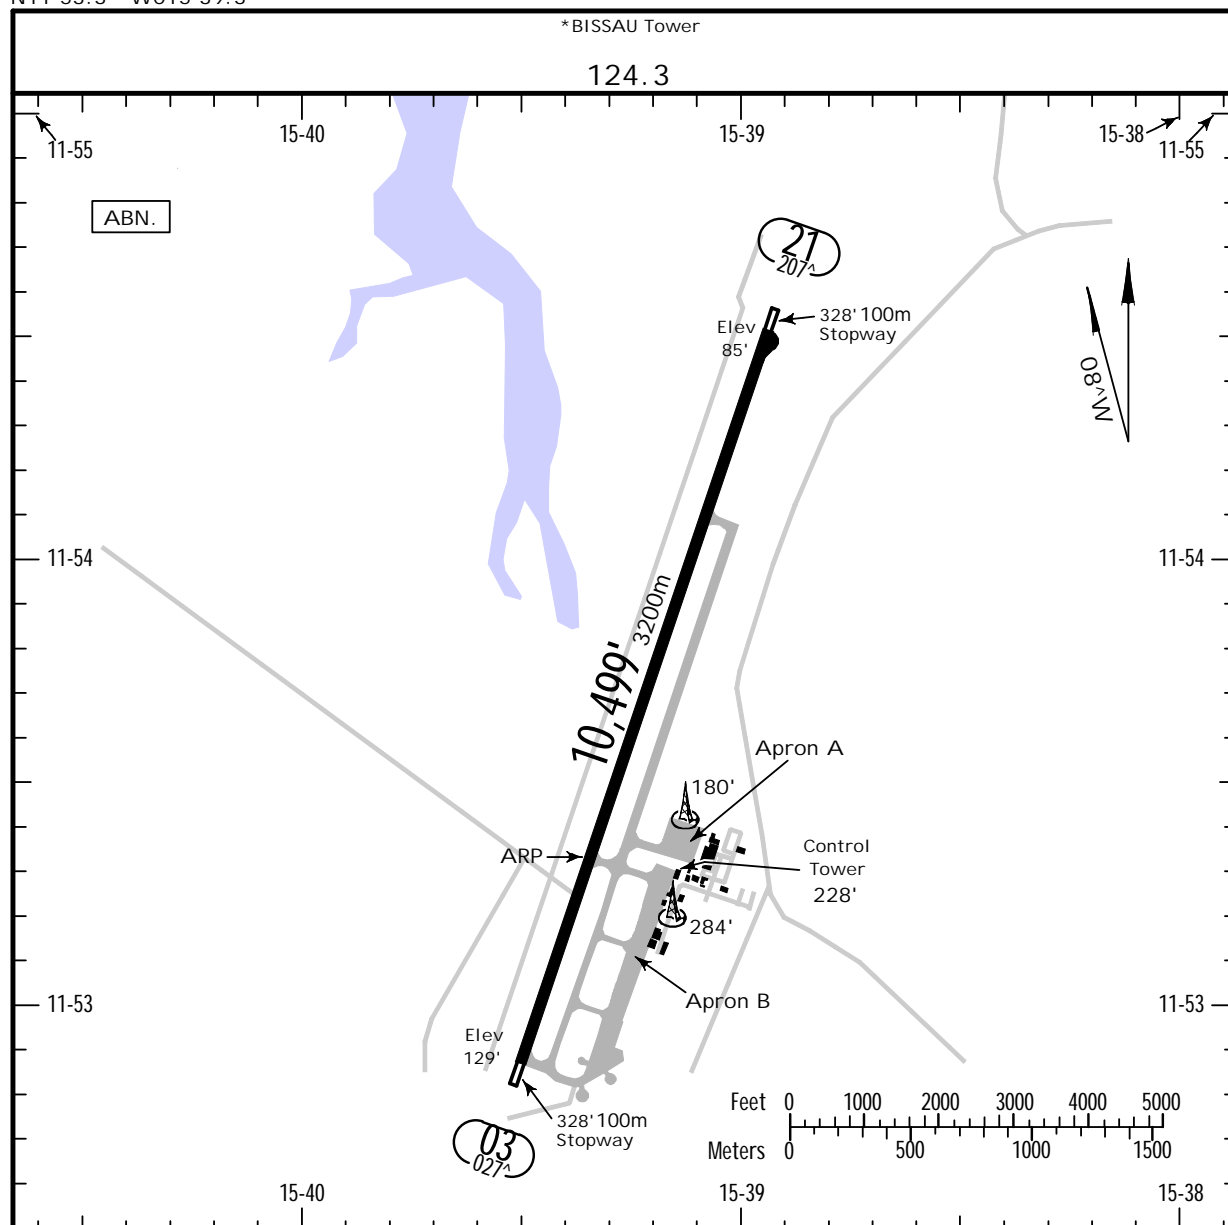 *BISSAU Tower
124.3
15-40
15-39
15-38
11-55
11-55
ABN.
21
207^
Elev
85'
328' 100m
Stopway
08^W
11-54
11-54
3200m
10,499'
Apron A
180'
ARP
Control
Tower
228'
284'
Apron B
11-53
11-53
Elev
129'
328' 100m
Stopway
03
027^
Feet 0 1000 2000 3000 4000 5000
Meters 0 500 1000 1500
15-40
15-39
15-38